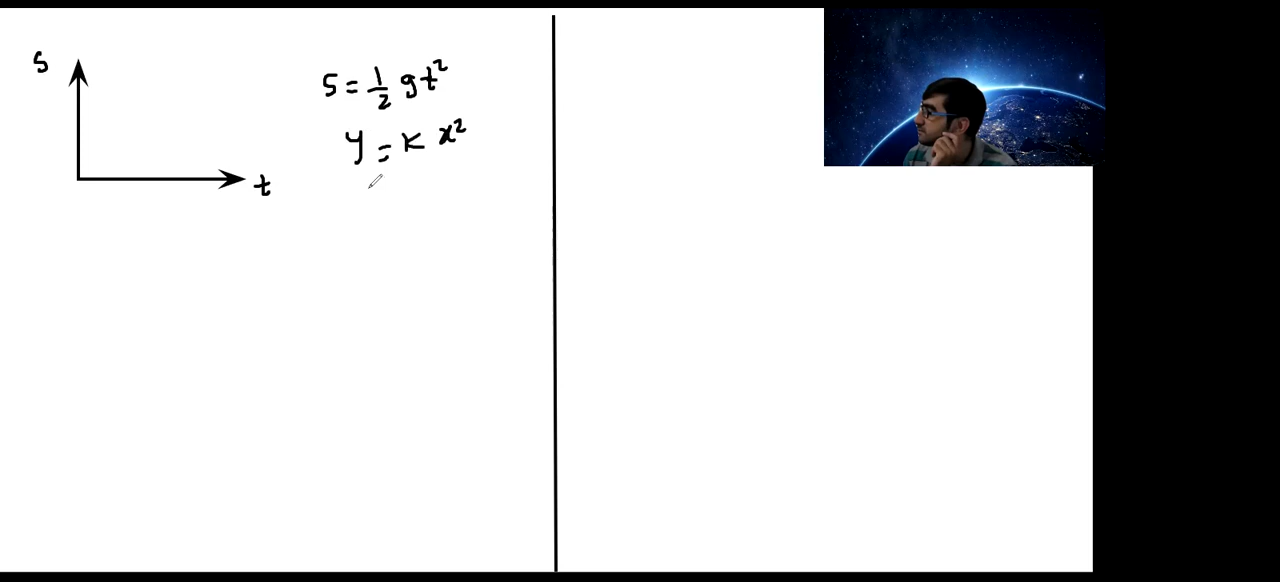 S
t
S = 1/2 gt²
y = K x²